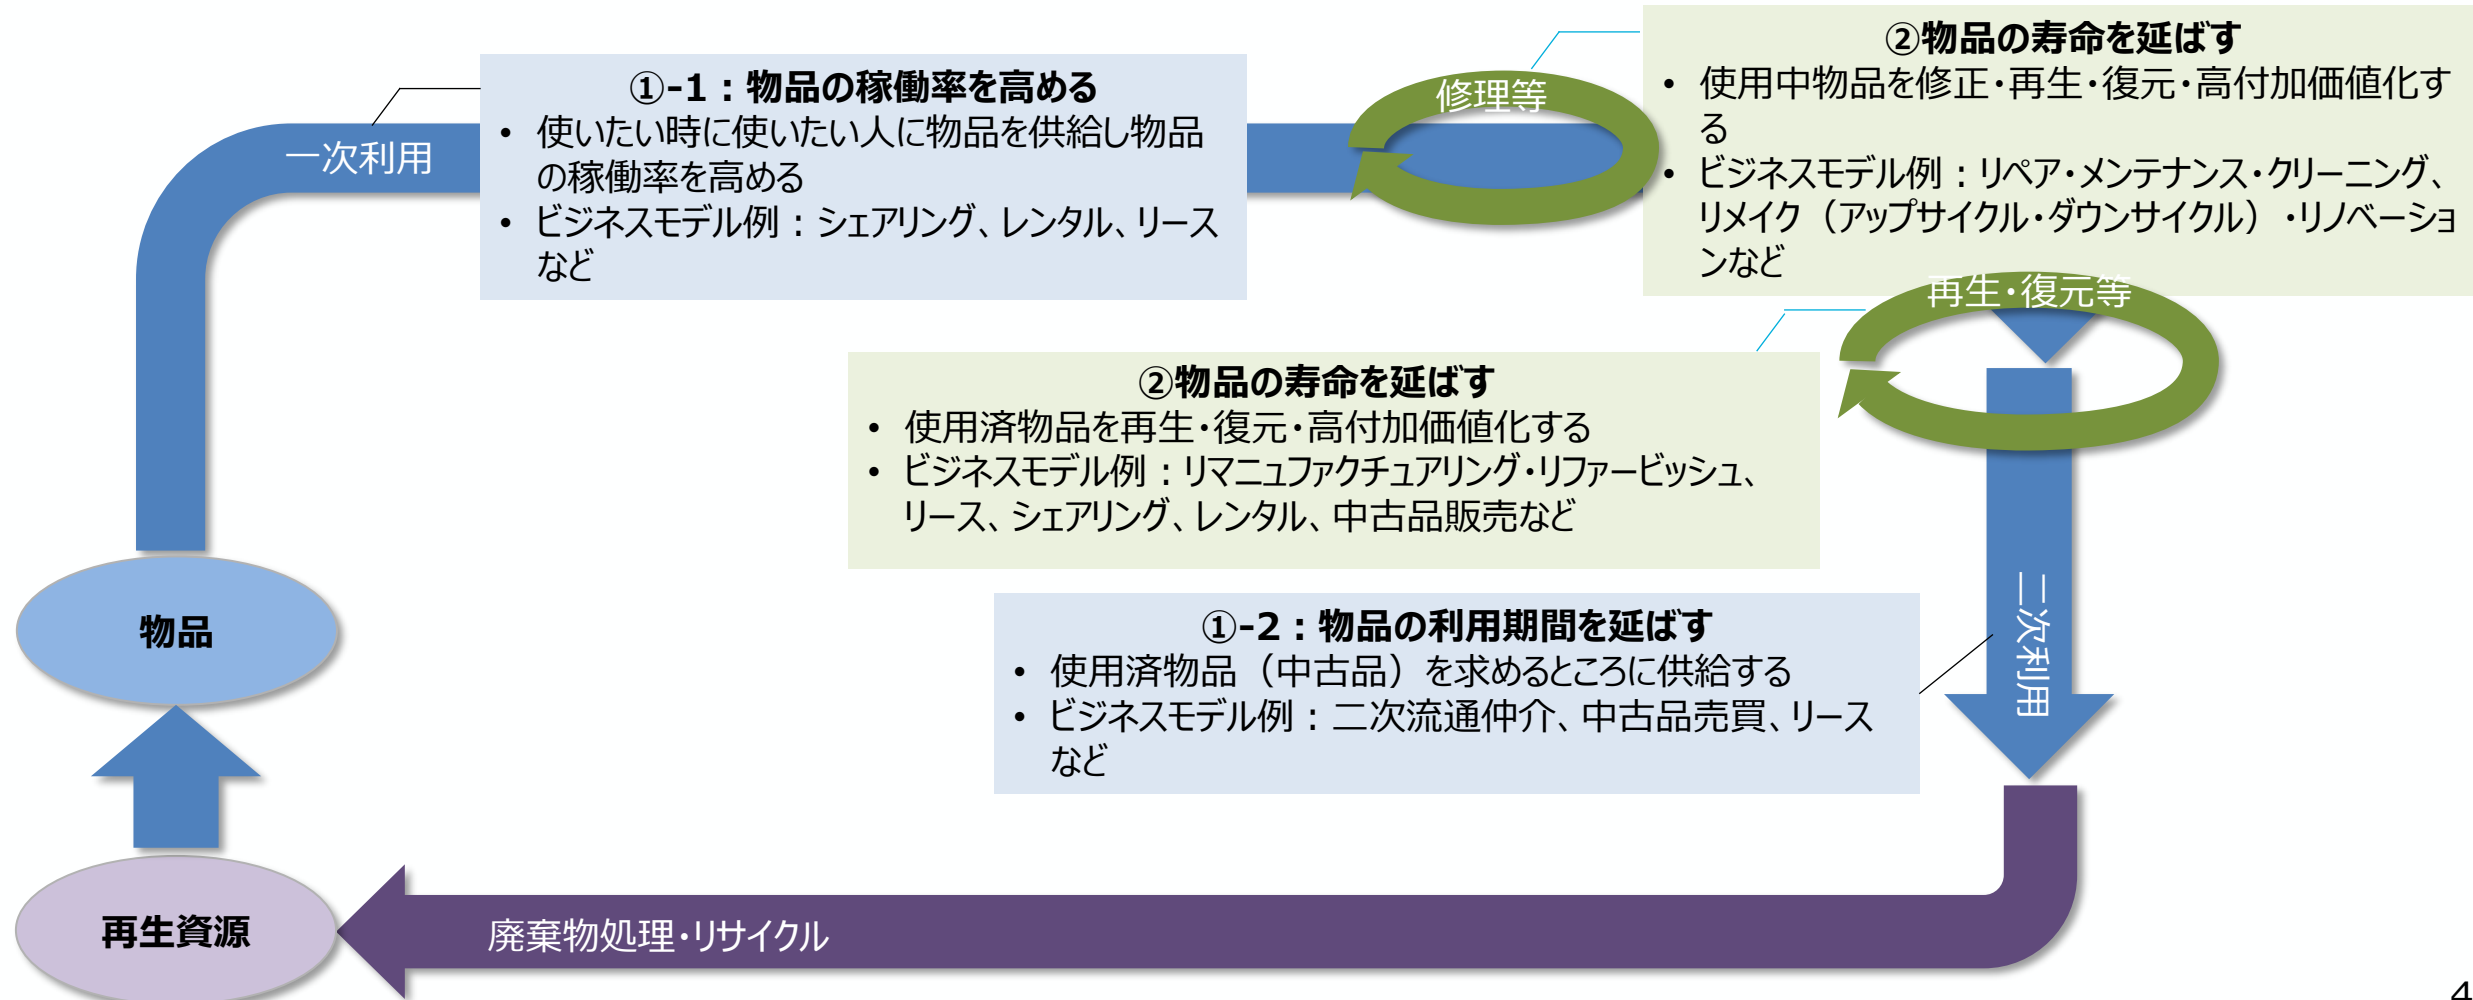 ②物品の寿命を延ばす
• 使用中物品を修正・再生・復元・高付加価値化す
る
• ビジネスモデル例：リペア・メンテナンス・クリーニング、
リメイク（アップサイクル・ダウンサイクル）・リノベーショ
ンなど
①-1：物品の稼働率を高める
• 使いたい時に使いたい人に物品を供給し物品
の稼働率を高める
• ビジネスモデル例：シェアリング、レンタル、リース
など
修理等
一次利用
再生・復元等
②物品の寿命を延ばす
• 使用済物品を再生・復元・高付加価値化する
• ビジネスモデル例：リマニュファクチュアリング・リファービッシュ、
リース、シェアリング、レンタル、中古品販売など
①-2：物品の利用期間を延ばす
• 使用済物品（中古品）を求めるところに供給する
• ビジネスモデル例：二次流通仲介、中古品売買、リース
など
二次利用
物品
再生資源
廃棄物処理・リサイクル
4